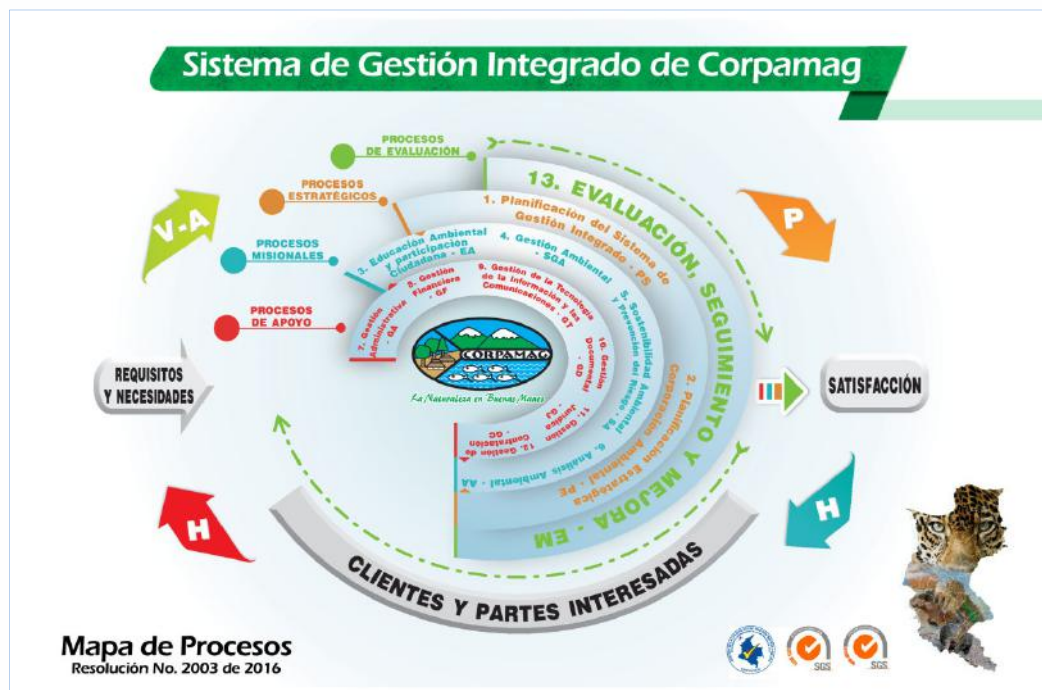 Sistema de Gestión Integrado de Corpamag
PROCESOS
DE EVALUACIÓN
PROCESOS
ESTRATÉGICOS
PROCESOS
MISIONALES
PROCESOS
DE APOYO
V-A
P
H
H
13. EVALUACIÓN, SEGUIMIENTO Y MEJORA - EM
1. Planificación del Sistema de
Gestión Integrado - PS
2. Planificación Estratégica
Corporación Ambiental - PE
3. Educación Ambiental
y participación
Ciudadana - EA
4. Gestión Ambiental
- SGA
5. Sostenibilidad Ambiental
y prevención del Riesgo - SA
6. Análisis Ambiental - AA
7. Gestión
Administrativa
- GA
8. Gestión
Financiera
- GF
9. Gestión de la Tecnología
de la Información y las
Comunicaciones - GT
10. Gestión
Documental
- GD
11. Gestión
Jurídica
- GJ
12. Gestión de
Contratación
- GC
CORPAMAG
La Naturaleza en Buenas Manos
REQUISITOS
Y NECESIDADES
SATISFACCIÓN
CLIENTES Y PARTES INTERESADAS
Mapa de Procesos
Resolución No. 2003 de 2016
SGS
SGS